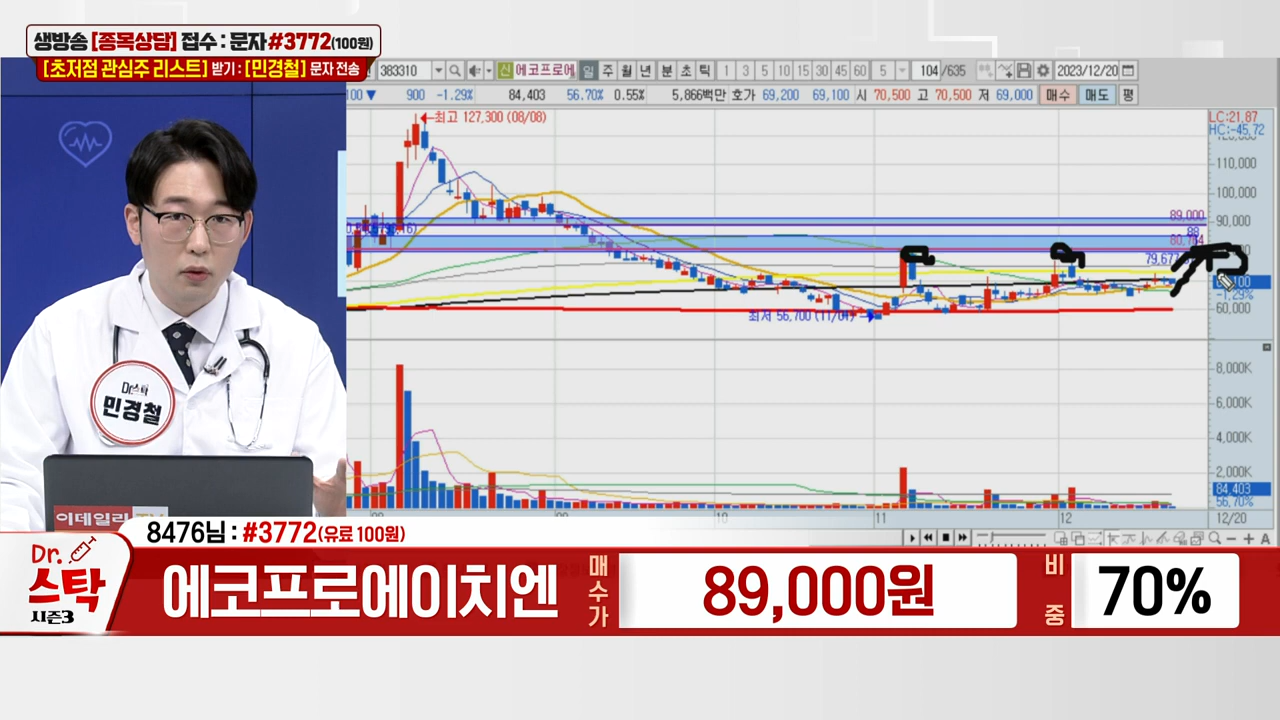 생방송 [종목상담] 접수 : 문자#3772(100원)
[초저점 관심주 리스트] 받기 : [민경철] 문자 전송
383310 신 에코프로에 일 주 월 년 분 초 틱 1 3 5 10 15 30 45 60 5 104/635 2023/12/20
100 ▼ 900 -1.29% 84,403 56.70% 0.55% 5,866백만 호가 69,200 69,100 시 70,500 고 70,500 저 69,000 매수 매도 평
최고 127,300 (08/08)
LC:21.87
HC:-45.72
110,000
100,000
89,000
90,000
88
80,784
79,677
-1.29%
60,000
최저 56,700 (11/01)
8,000K
6,000K
4,000K
2,000K
84,403
56.70%
10 11 12 12/20
A
Dr.스탁
민경철
이데일리 TV
8476님 : #3772(유료 100원)
Dr.
스탁
시즌3
에코프로에이치엔 매수가 89,000원 비중 70%